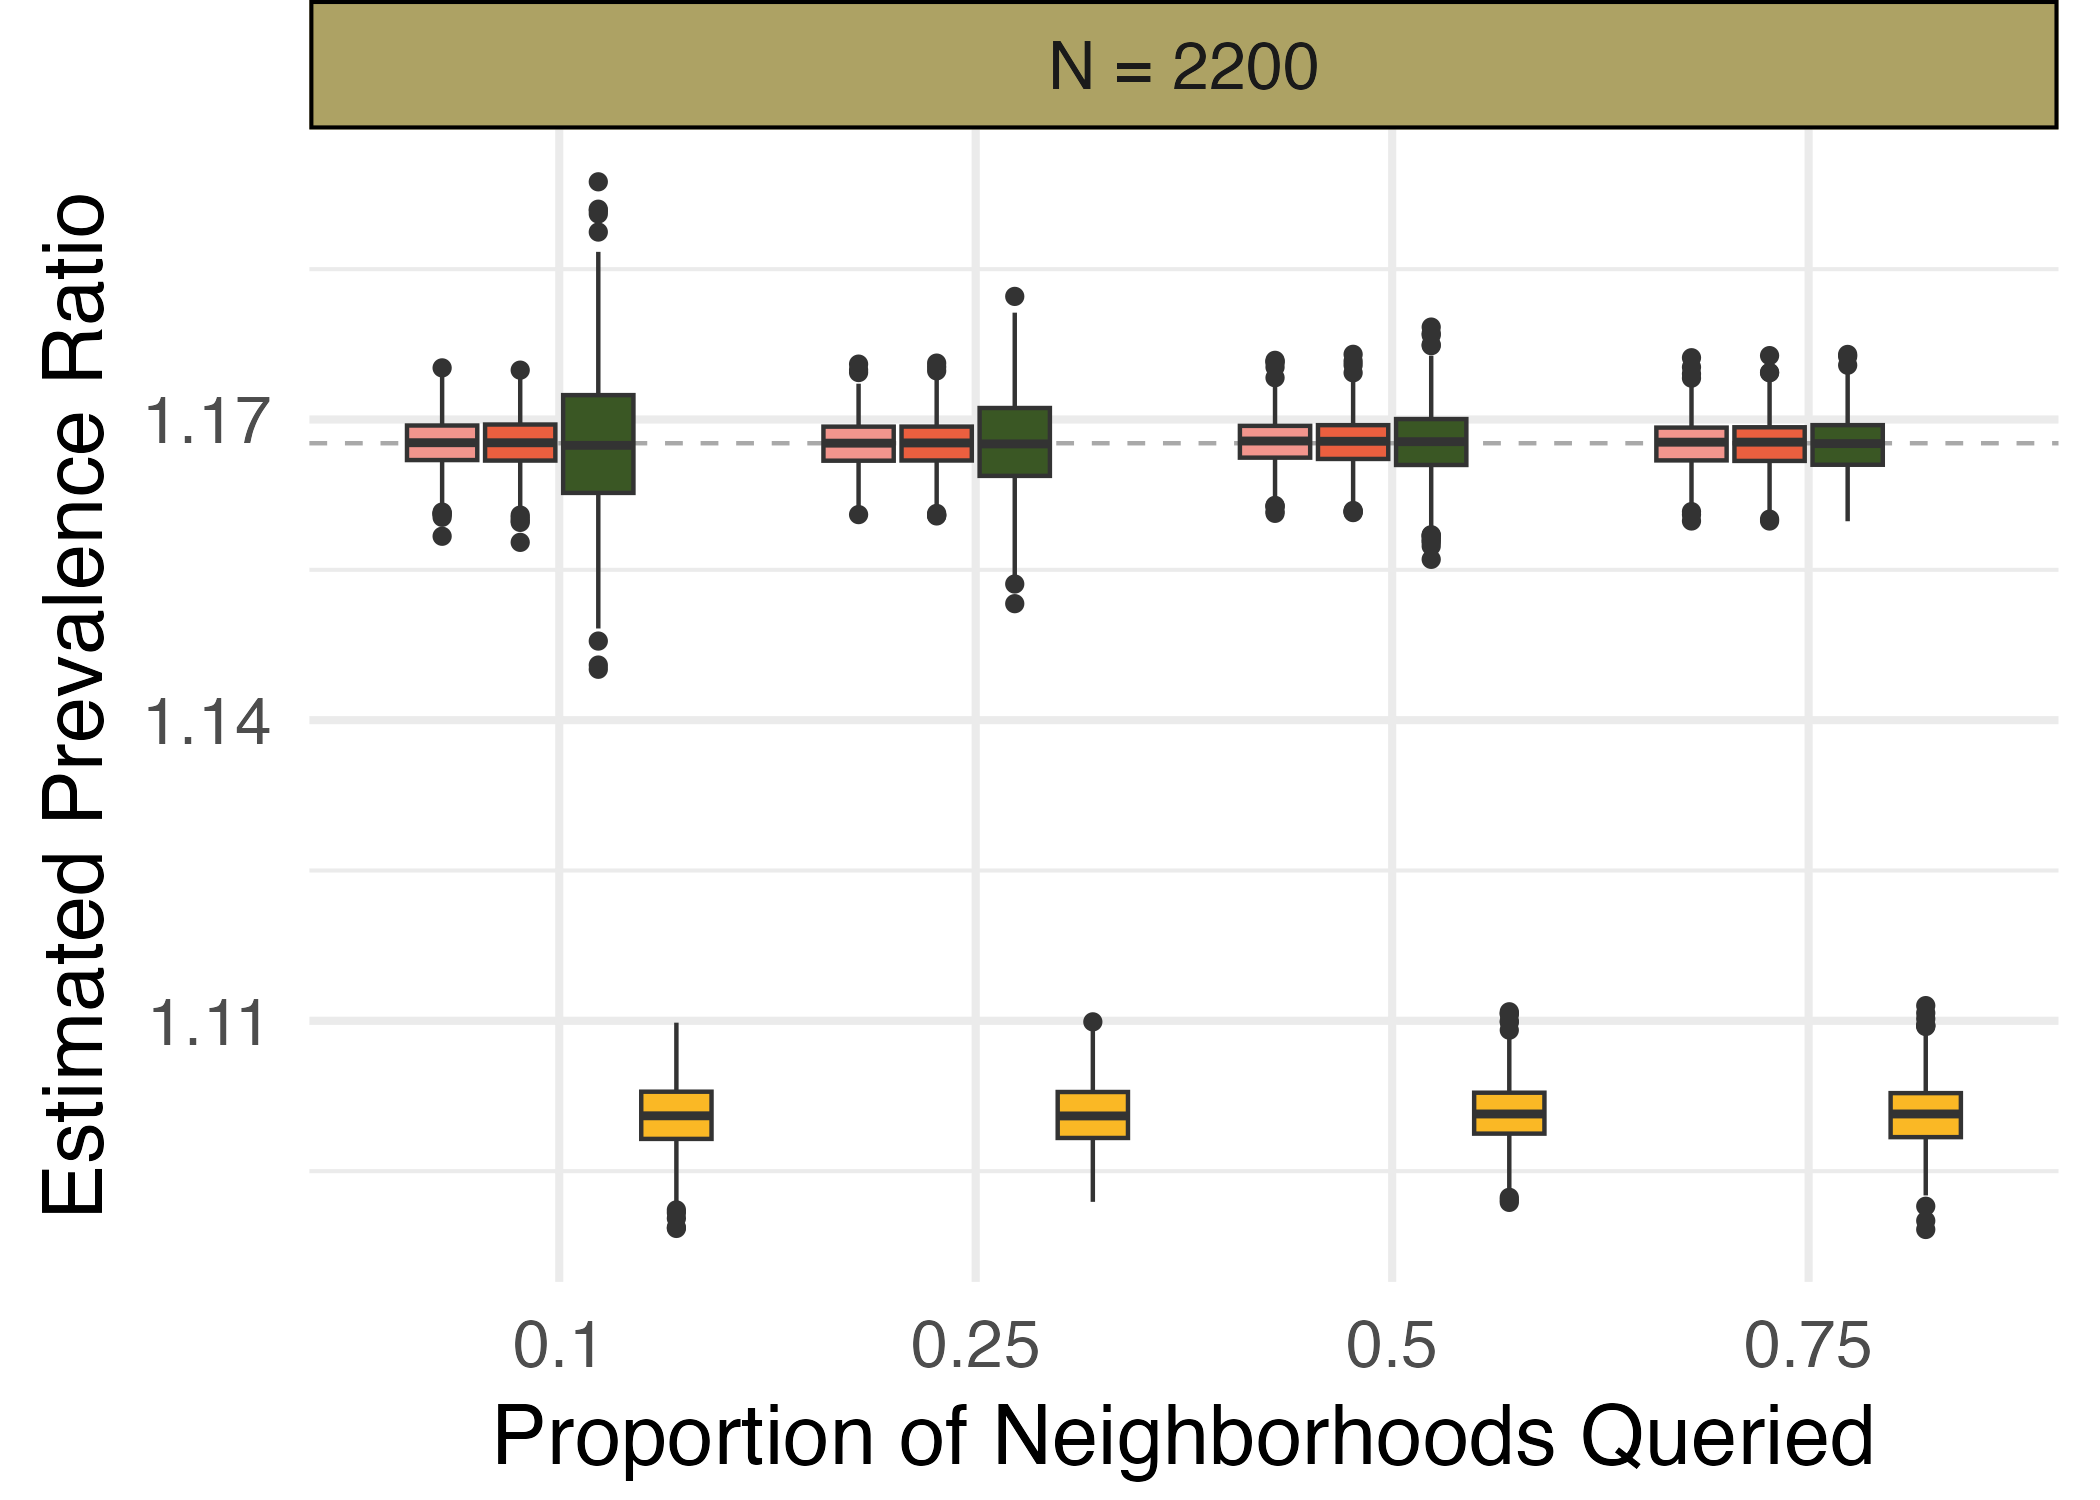 N = 2200
Estimated Prevalence Ratio
1.17
1.14
1.11
0.1 0.25 0.5 0.75
Proportion of Neighborhoods Queried